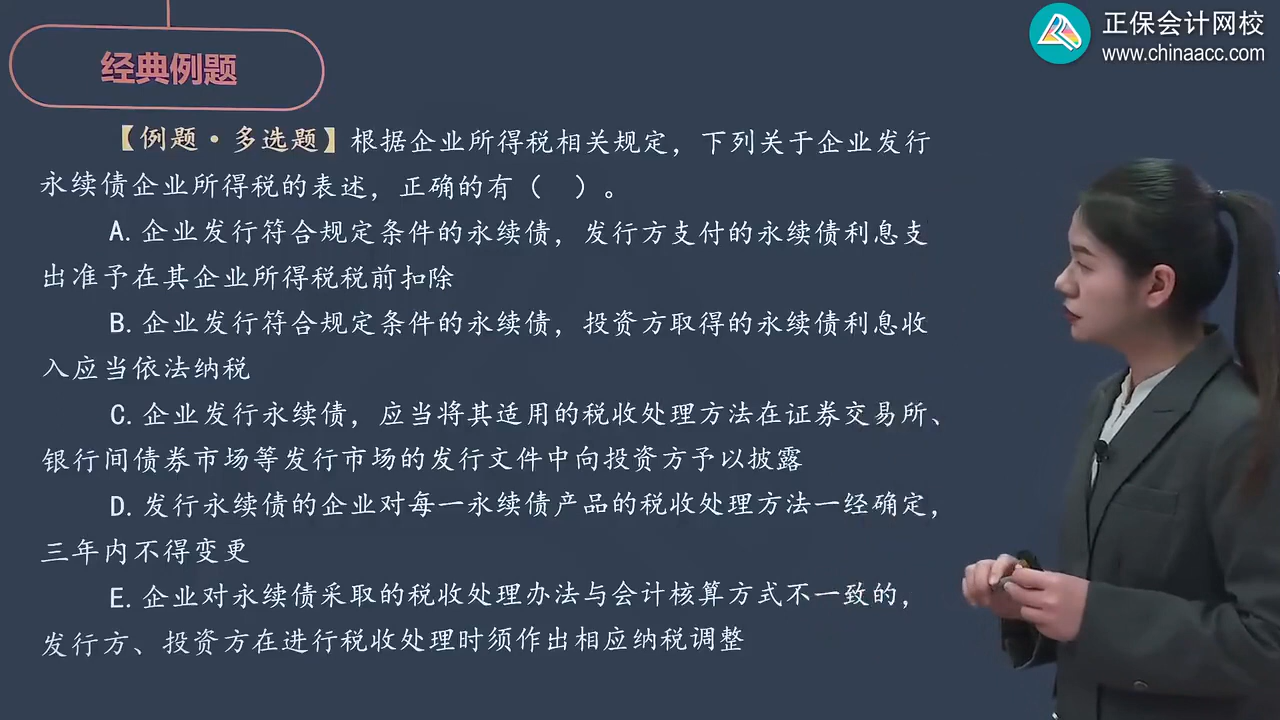 正保会计网校
www.chinaacc.com
经典例题
【例题·多选题】根据企业所得税相关规定，下列关于企业发行
永续债企业所得税的表述，正确的有（ ）。
A. 企业发行符合规定条件的永续债，发行方支付的永续债利息支
出准予在其企业所得税税前扣除
B. 企业发行符合规定条件的永续债，投资方取得的永续债利息收
入应当依法纳税
C. 企业发行永续债，应当将其适用的税收处理方法在证券交易所、
银行间债券市场等发行市场的发行文件中向投资方予以披露
D. 发行永续债的企业对每一永续债产品的税收处理方法一经确定，
三年内不得变更
E. 企业对永续债采取的税收处理办法与会计核算方式不一致的，
发行方、投资方在进行税收处理时须作出相应纳税调整